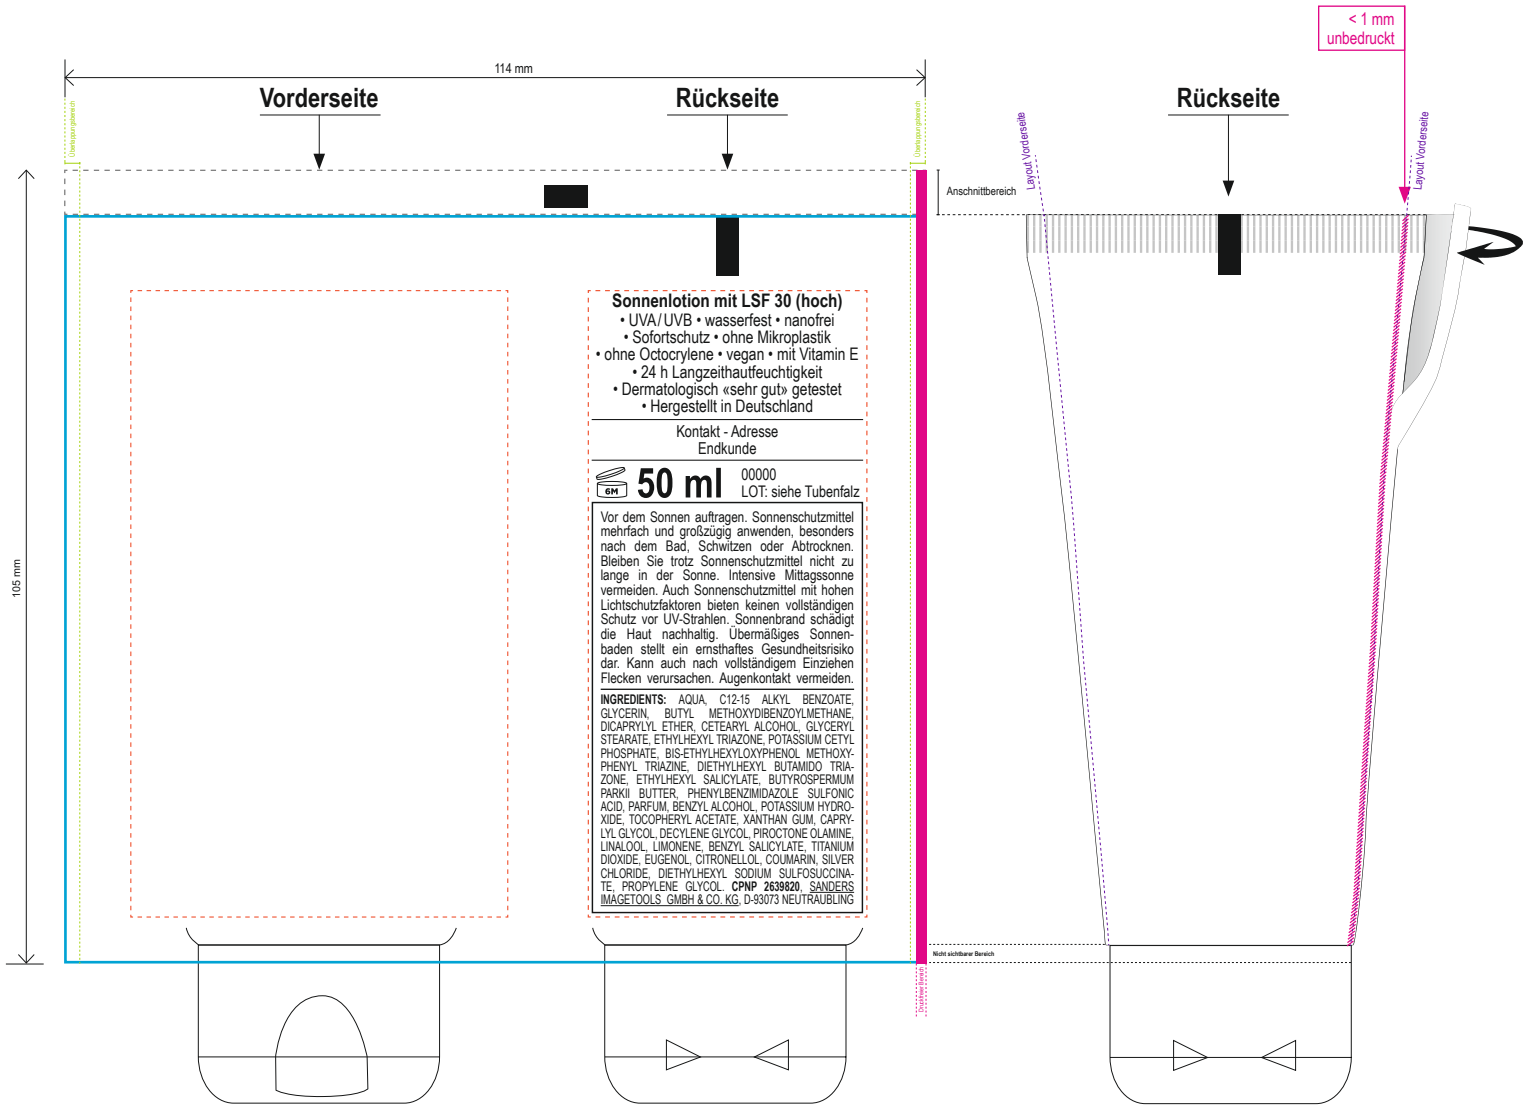 < 1 mm
unbedruckt
114 mm
Vorderseite
Rückseite
Rückseite
Überlappungsbereich
Überlappungsbereich
Layout Vorderseite
Layout Vorderseite
Anschnittbereich
Sonnenlotion mit LSF 30 (hoch)
• UVA/UVB • wasserfest • nanofrei
• Sofortschutz • ohne Mikroplastik
• ohne Octocrylene • vegan • mit Vitamin E
• 24 h Langzeithautfeuchtigkeit
• Dermatologisch «sehr gut» getestet
• Hergestellt in Deutschland
Kontakt - Adresse
Endkunde
6M
50 ml
00000
LOT: siehe Tubenfalz
Vor dem Sonnen auftragen. Sonnenschutzmittel
mehrfach und großzügig anwenden, besonders
nach dem Bad, Schwitzen oder Abtrocknen.
Bleiben Sie trotz Sonnenschutzmittel nicht zu
lange in der Sonne. Intensive Mittagssonne
vermeiden. Auch Sonnenschutzmittel mit hohen
Lichtschutzfaktoren bieten keinen vollständigen
Schutz vor UV-Strahlen. Sonnenbrand schädigt
die Haut nachhaltig. Übermäßiges Sonnen-
baden stellt ein ernsthaftes Gesundheitsrisiko
dar. Kann auch nach vollständigem Einziehen
Flecken verursachen. Augenkontakt vermeiden.
INGREDIENTS: AQUA, C12-15 ALKYL BENZOATE,
GLYCERIN, BUTYL METHOXYDIBENZOYLMETHANE,
DICAPRYLYL ETHER, CETEARYL ALCOHOL, GLYCERYL
STEARATE, ETHYLHEXYL TRIAZONE, POTASSIUM CETYL
PHOSPHATE, BIS-ETHYLHEXYLOXYPHENOL METHOXY-
PHENYL TRIAZINE, DIETHYLHEXYL BUTAMIDO TRIA-
ZONE, ETHYLHEXYL SALICYLATE, BUTYROSPERMUM
PARKII BUTTER, PHENYLBENZIMIDAZOLE SULFONIC
ACID, PARFUM, BENZYL ALCOHOL, POTASSIUM HYDRO-
XIDE, TOCOPHERYL ACETATE, XANTHAN GUM, CAPRY-
LYL GLYCOL, DECYLENE GLYCOL, PIROCTONE OLAMINE,
LINALOOL, LIMONENE, BENZYL SALICYLATE, TITANIUM
DIOXIDE, EUGENOL, CITRONELLOL, COUMARIN, SILVER
CHLORIDE, DIETHYLHEXYL SODIUM SULFOSUCCINA-
TE, PROPYLENE GLYCOL. CPNP 2639820, SANDERS
IMAGETOOLS GMBH & CO. KG, D-93073 NEUTRAUBLING
105 mm
Nicht sichtbarer Bereich
Druckfreier Bereich